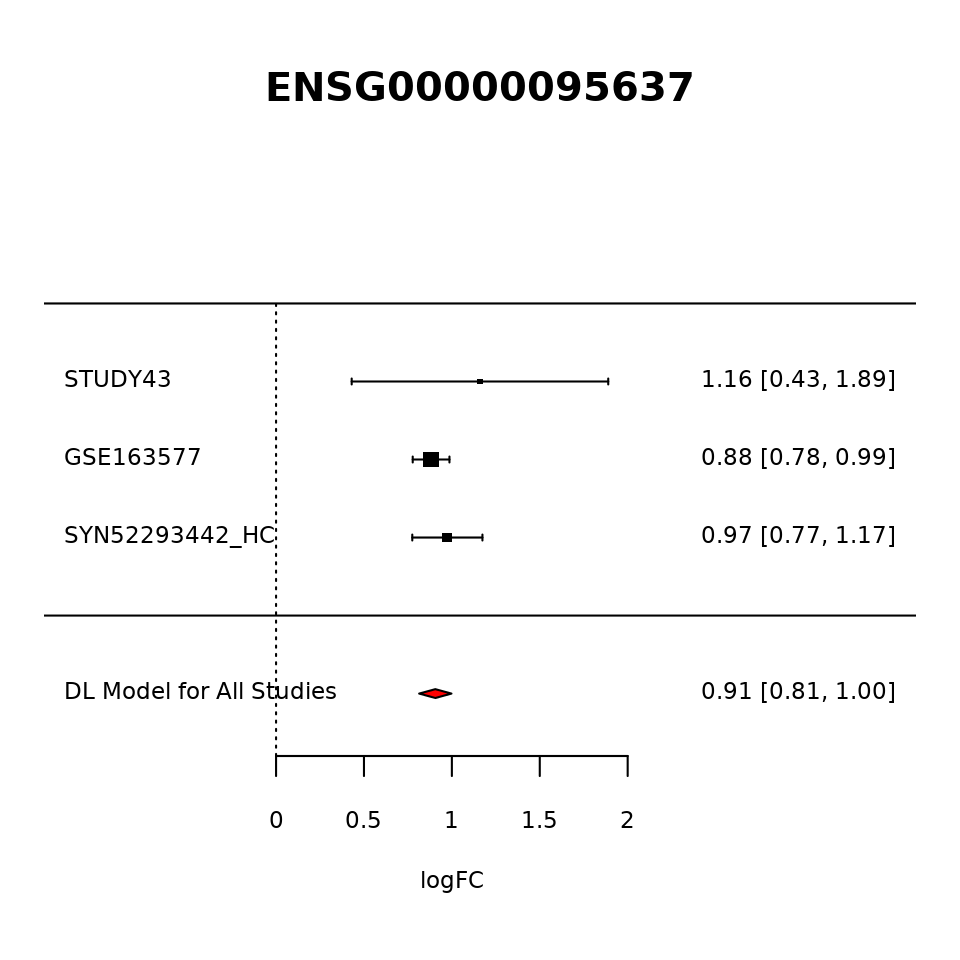 ENSG00000095637
STUDY43 1.16 [0.43, 1.89]
GSE163577 0.88 [0.78, 0.99]
SYN52293442_HC 0.97 [0.77, 1.17]
DL Model for All Studies 0.91 [0.81, 1.00]
0 0.5 1 1.5 2
logFC